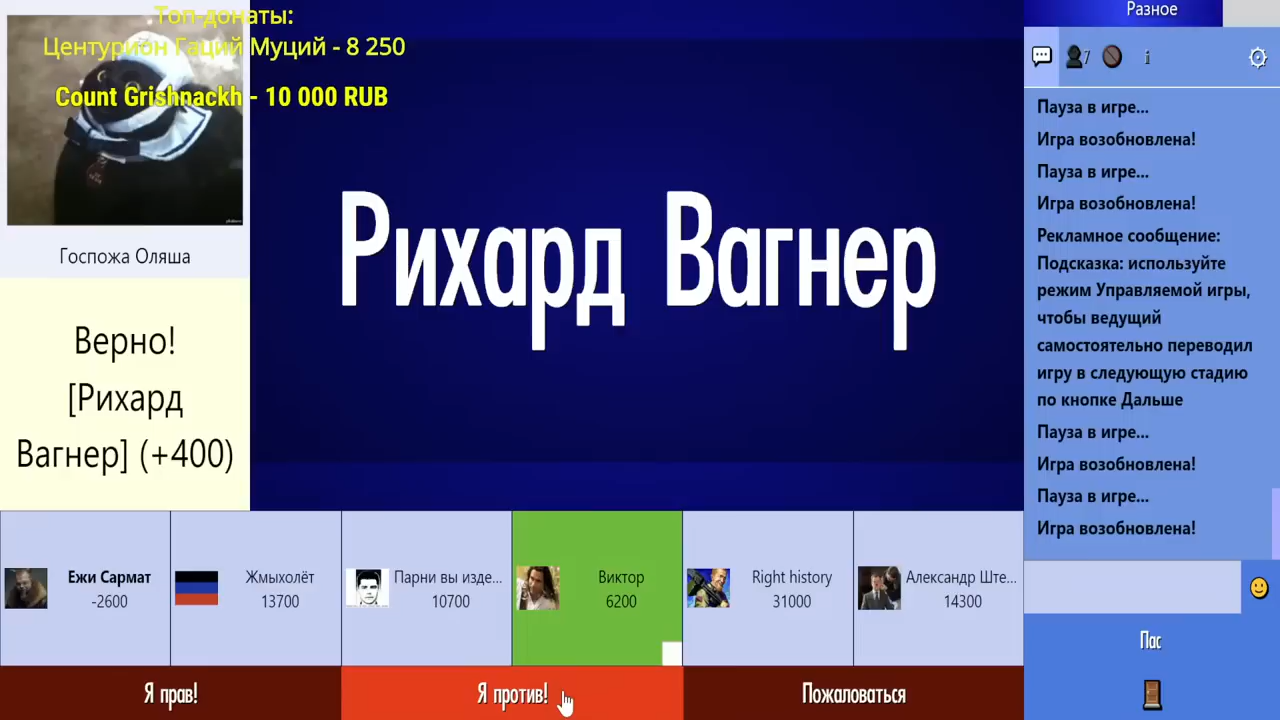 Топ-донаты:
Центурион Гаций Муций - 8 250
Count Grishnackh - 10 000 RUB
Госпожа Оляша
Верно!
[Рихард
Вагнер] (+400)
Рихард Вагнер
Ежи Сармат
-2600
Жмыхолёт
13700
Парни вы изде...
10700
Виктор
6200
Right history
31000
Александр Ште...
14300
Я прав!
Я против!
Пожаловаться
Разное
7
i
Пауза в игре...
Игра возобновлена!
Пауза в игре...
Игра возобновлена!
Рекламное сообщение:
Подсказка: используйте
режим Управляемой игры,
чтобы ведущий
самостоятельно переводил
игру в следующую стадию
по кнопке Дальше
Пауза в игре...
Игра возобновлена!
Пауза в игре...
Игра возобновлена!
Пас